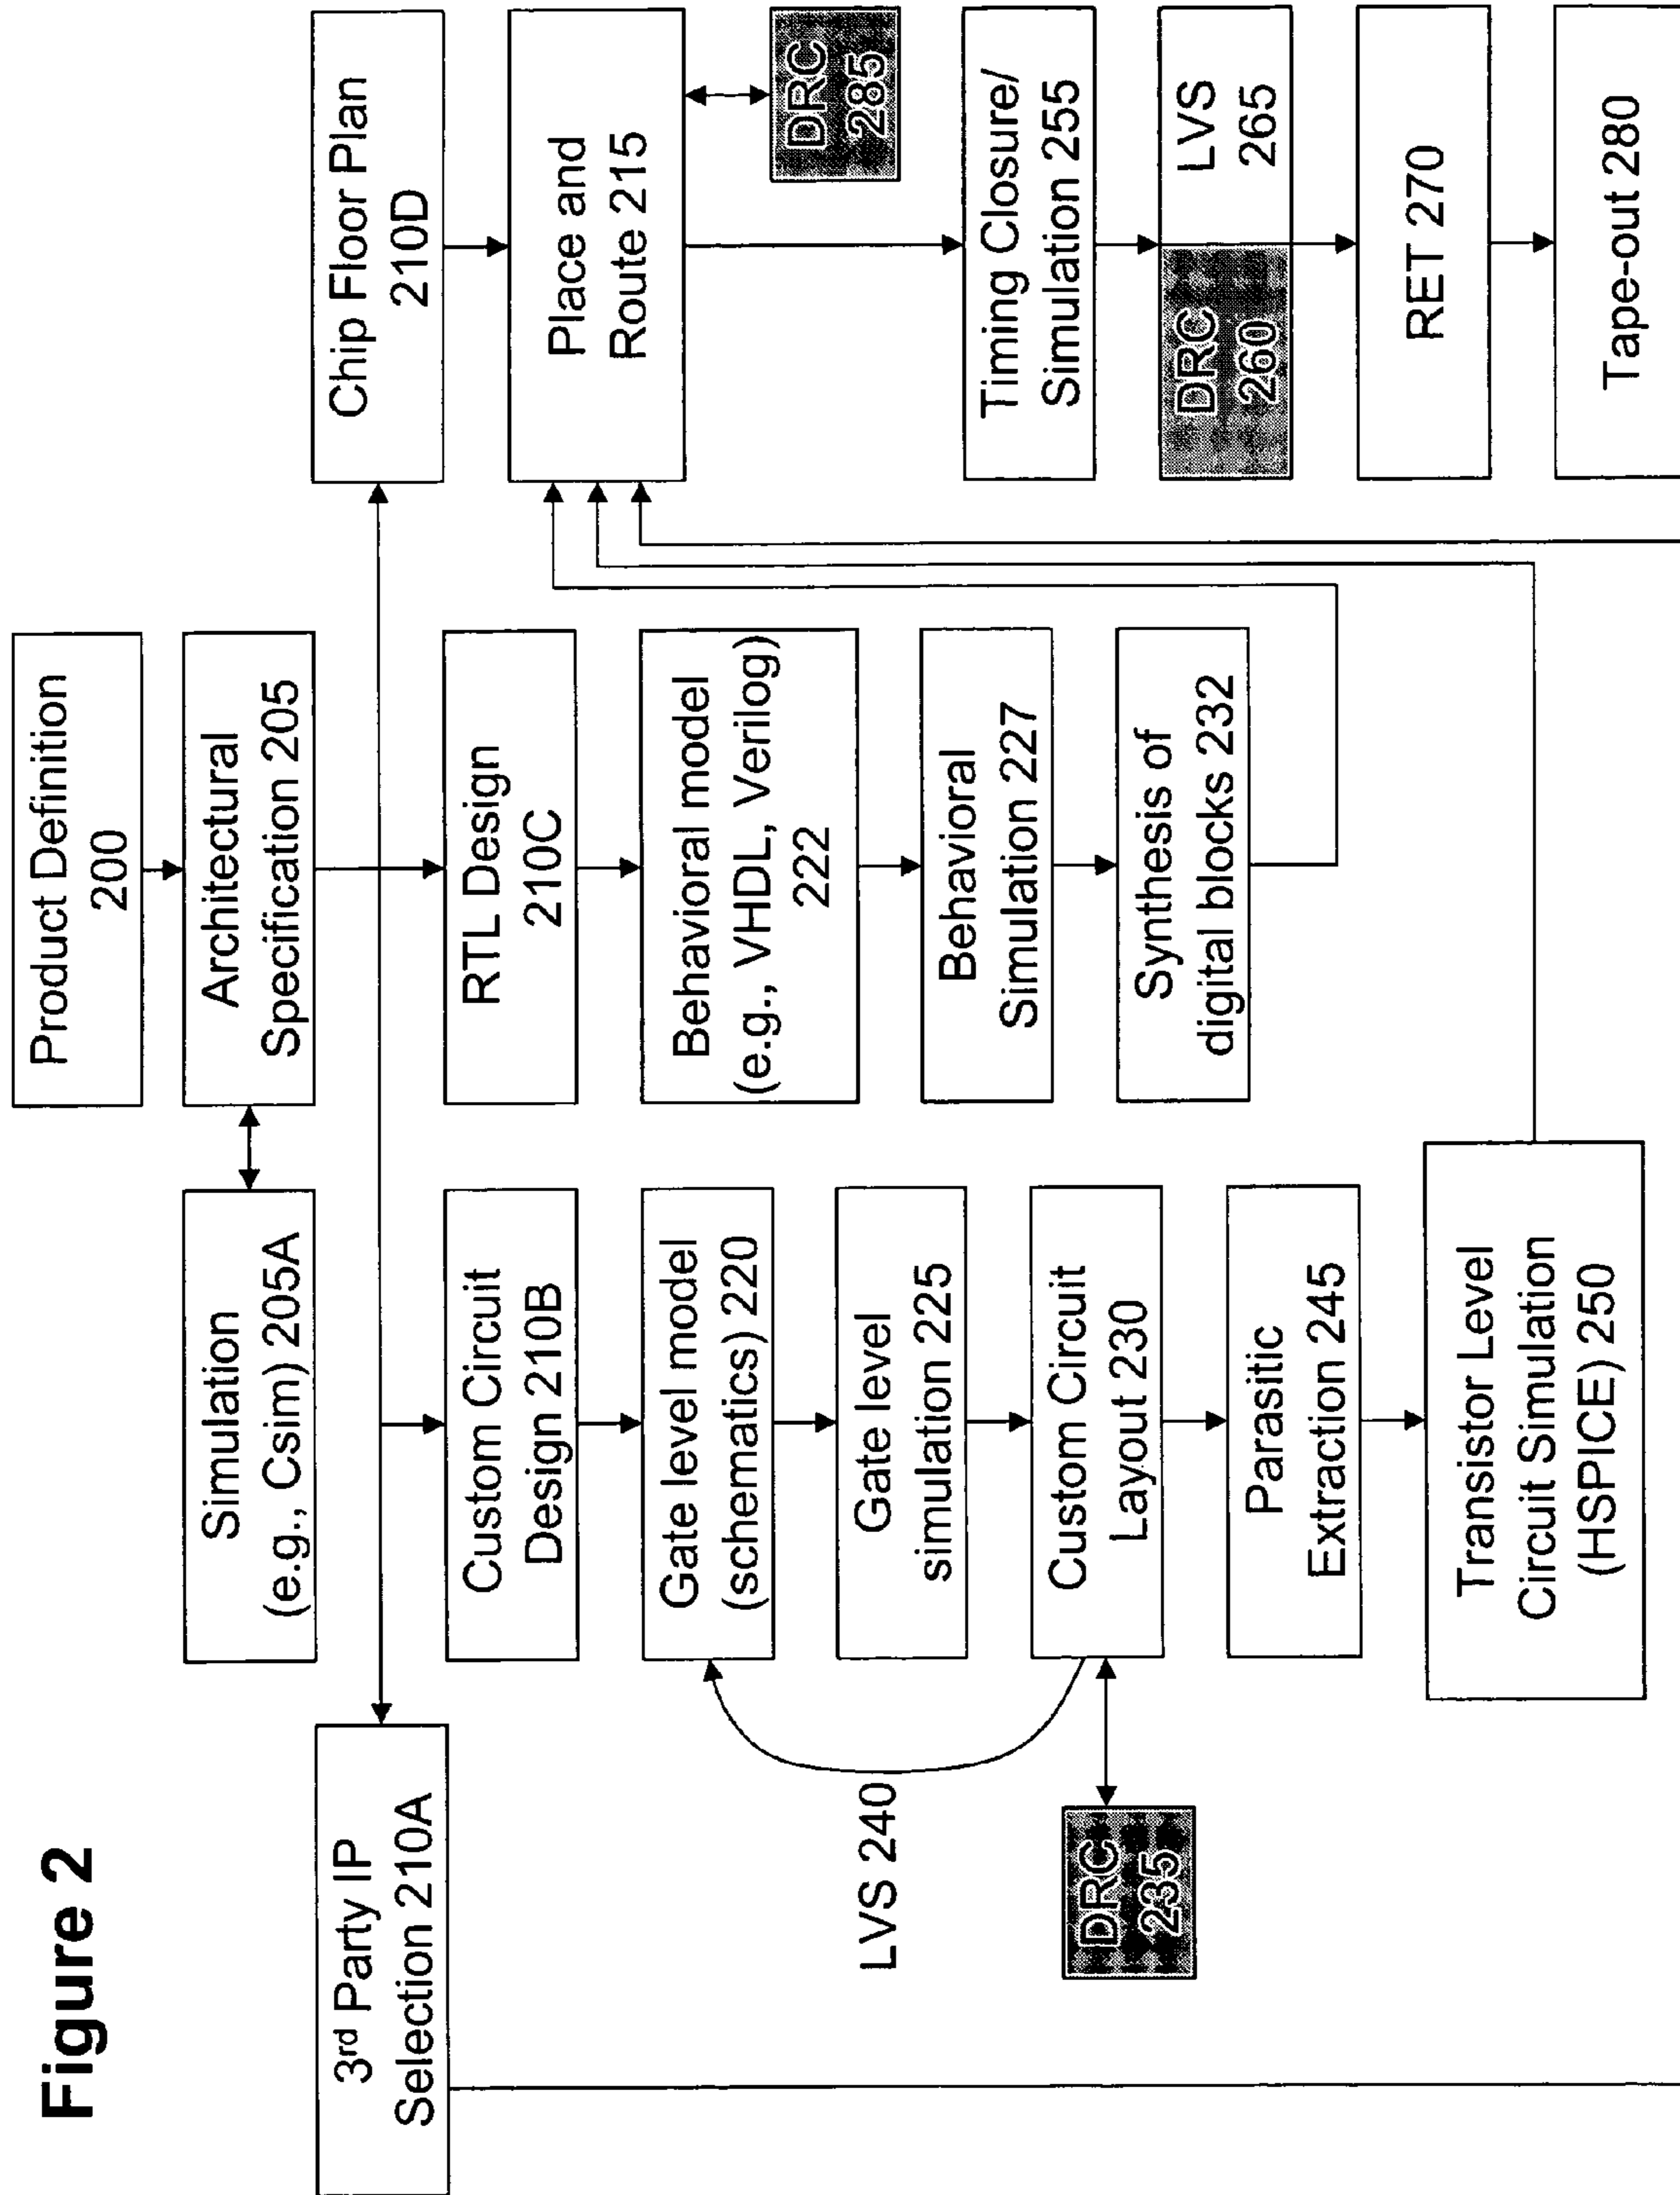 Figure 2
Product Definition
200
Simulation
(e.g., Csim) 205A
Architectural
Specification 205
3rd Party IP
Selection 210A
Custom Circuit
Design 210B
Gate level model
(schematics) 220
Gate level
simulation 225
LVS 240
Custom Circuit
Layout 230
DRC
235
Parasitic
Extraction 245
Transistor Level
Circuit Simulation
(HSPICE) 250
RTL Design
210C
Behavioral model
(e.g., VHDL, Verilog)
222
Behavioral
Simulation 227
Synthesis of
digital blocks 232
Chip Floor Plan
210D
Place and
Route 215
DRC
285
Timing Closure/
Simulation 255
DRC
260
LVS
265
RET 270
Tape-out 280